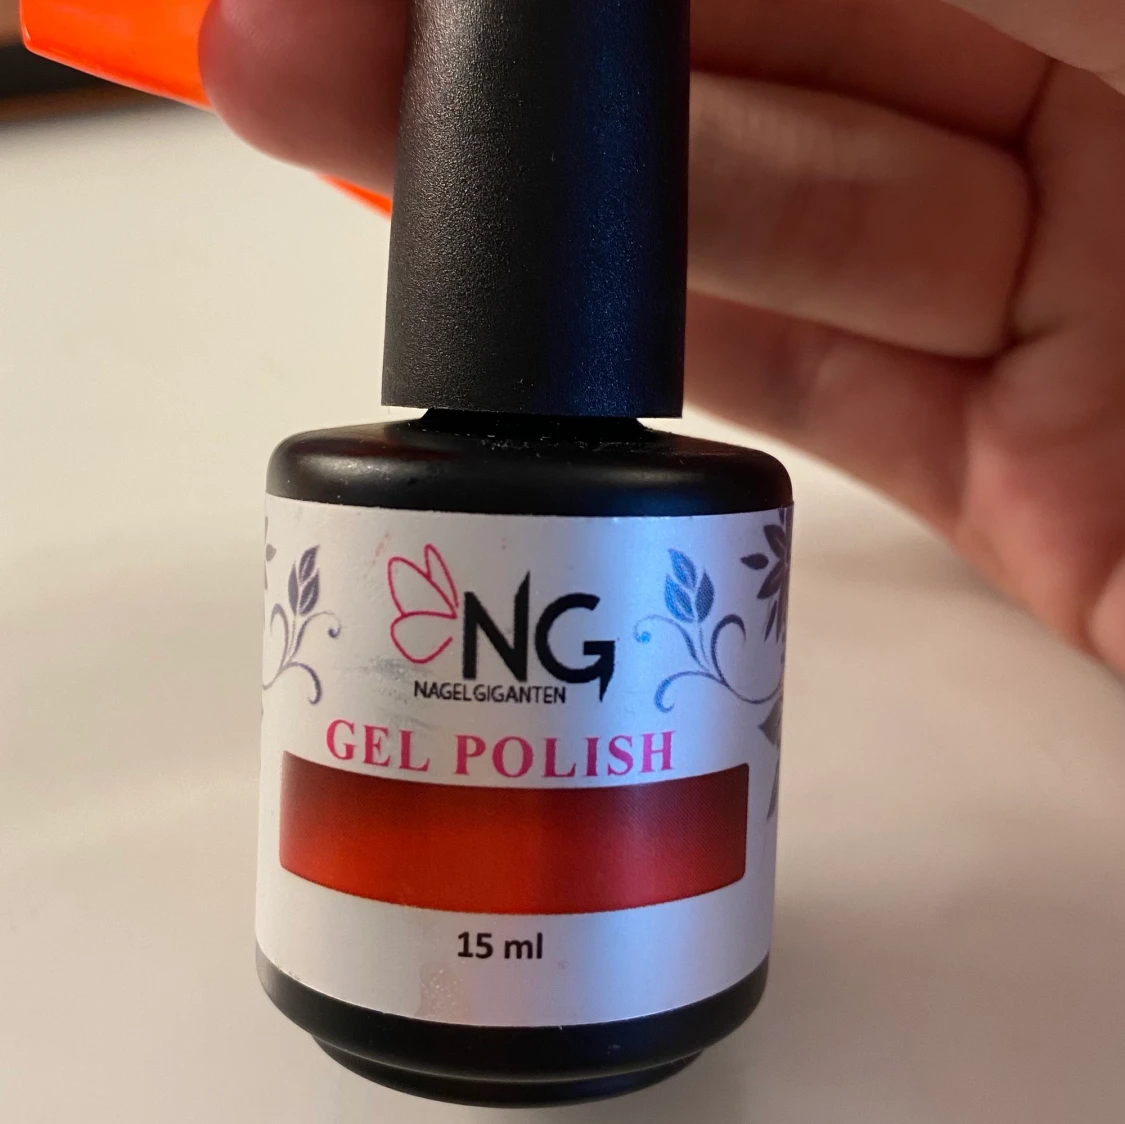 NG
NAGELGIGANTEN
GEL POLISH
15 ml